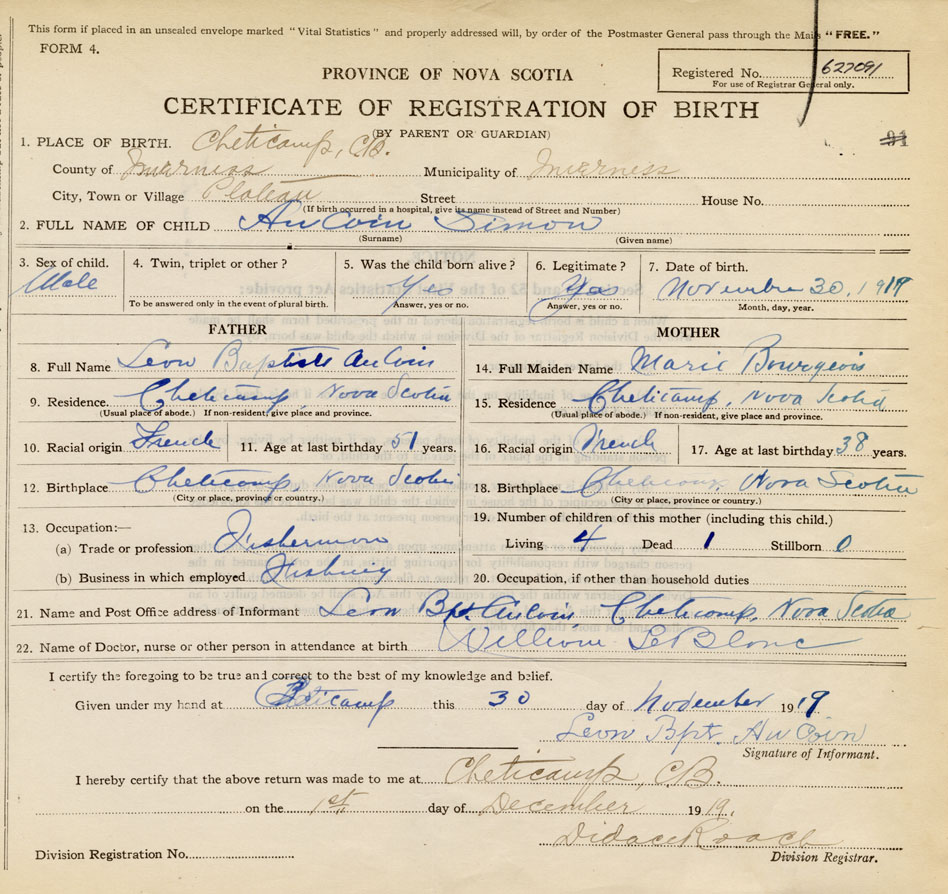 This form if placed in an unsealed envelope marked "Vital Statistics" and properly addressed will, by order of the Postmaster General pass through the Mails "FREE."
FORM 4.
Registered No. 627091
For use of Registrar General only.
PROVINCE OF NOVA SCOTIA
CERTIFICATE OF REGISTRATION OF BIRTH
(BY PARENT OR GUARDIAN)
1. PLACE OF BIRTH. Cheticamp, C.B.
County of Inverness Municipality of Inverness
City, Town or Village Plateau Street House No.
(If birth occurred in a hospital, give its name instead of Street and Number)
2. FULL NAME OF CHILD AuCoin Simon
(Surname) (Given name)
3. Sex of child. 4. Twin, triplet or other? 5. Was the child born alive? 6. Legitimate? 7. Date of birth.
Male Yes Yes November 30, 1919
To be answered only in the event of plural birth. Answer, yes or no. Answer, yes or no. Month, day, year.
FATHER
8. Full Name Leon Baptiste AuCoin
9. Residence. Cheticamp, Nova Scotia
(Usual place of abode.) If non-resident, give place and province.
10. Racial origin French 11. Age at last birthday 51 years.
12. Birthplace Cheticamp, Nova Scotia
(City or place, province or country.)
13. Occupation:—
(a) Trade or profession Fisherman
(b) Business in which employed Fishing
MOTHER
14. Full Maiden Name Marie Bourgeois
15. Residence Cheticamp, Nova Scotia
(Usual place of abode.) If non-resident, give place and province.
16. Racial origin French 17. Age at last birthday 38 years.
18. Birthplace Cheticamp, Nova Scotia
(City or place, province or country.)
19. Number of children of this mother (including this child.)
Living 4 Dead 1 Stillborn 0
20. Occupation, if other than household duties
21. Name and Post Office address of Informant Leon Bpt. AuCoin, Cheticamp, Nova Scotia
22. Name of Doctor, nurse or other person in attendance at birth William LeBlanc
I certify the foregoing to be true and correct to the best of my knowledge and belief.
Given under my hand at Cheticamp this 30 day of November 1919
Leon Bpt. AuCoin
Signature of Informant.
I hereby certify that the above return was made to me at Cheticamp, C.B.
on the 1st day of December 1919.
Didace Roach
Division Registration No. Division Registrar.